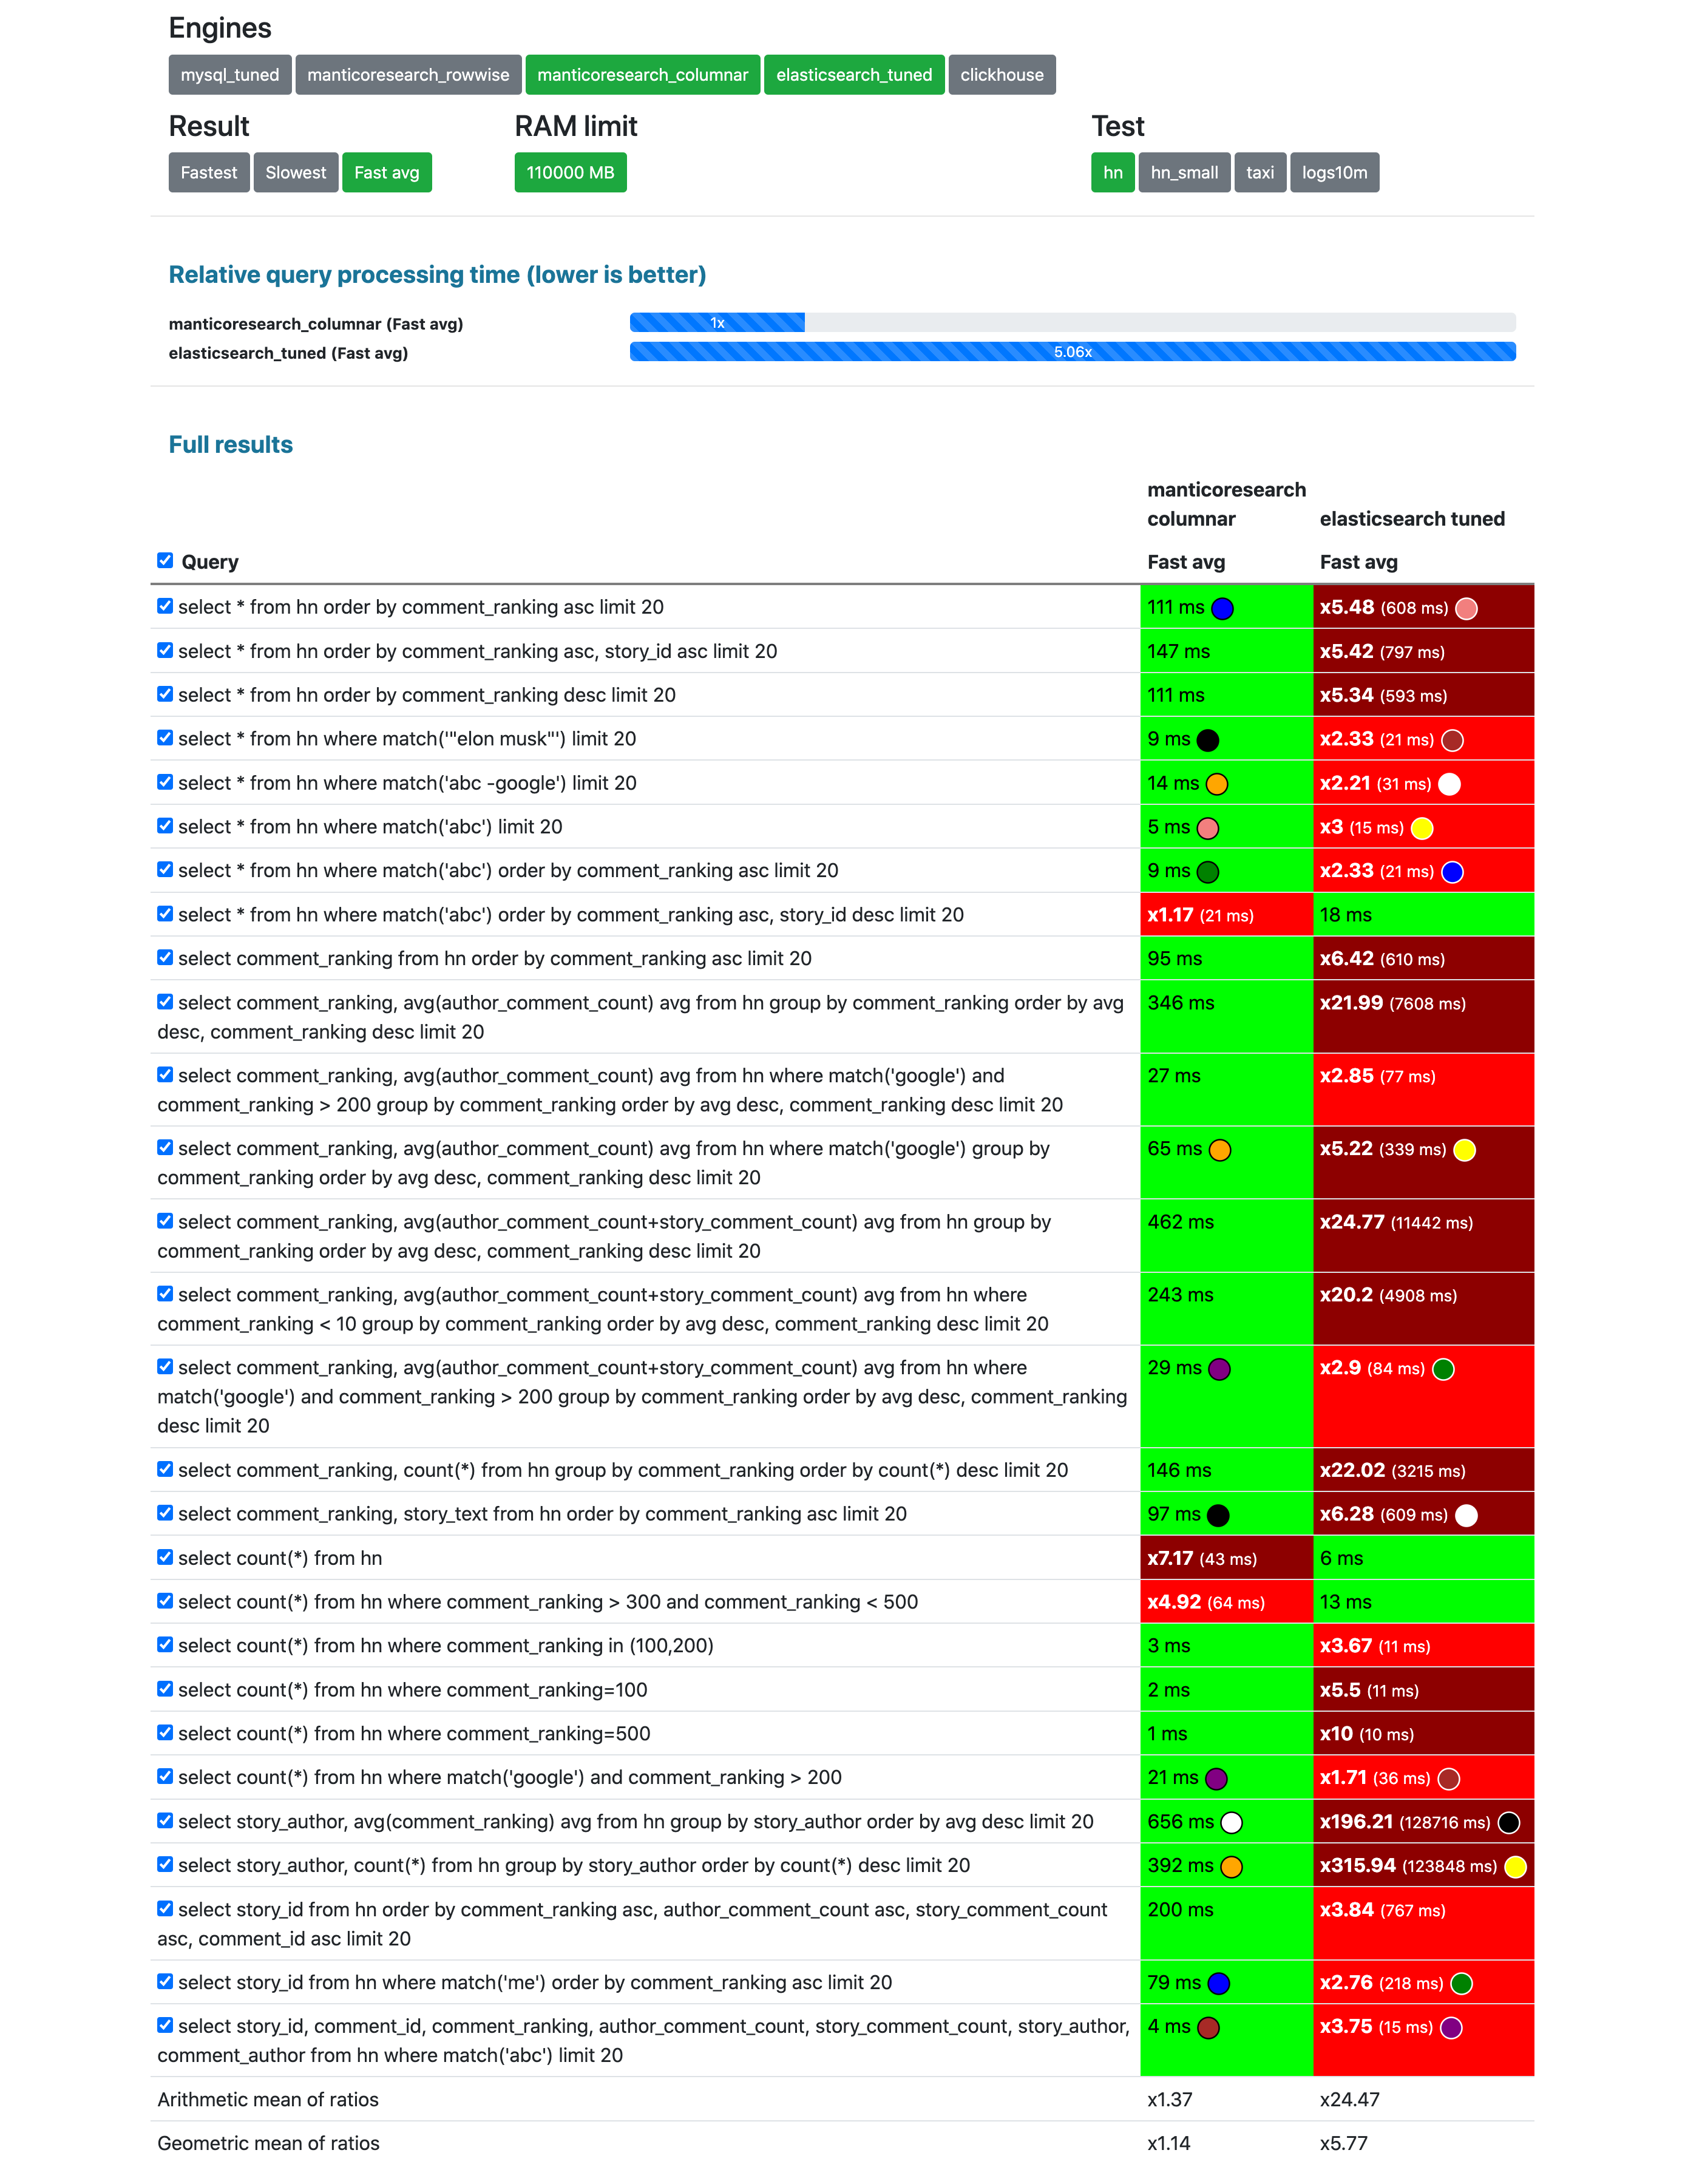 Engines
mysql_tuned manticoresearch_rowwise manticoresearch_columnar elasticsearch_tuned clickhouse
Result RAM limit Test
Fastest Slowest Fast avg 110000 MB hn hn_small taxi logs10m
Relative query processing time (lower is better)
manticoresearch_columnar (Fast avg) 1x
elasticsearch_tuned (Fast avg) 5.06x
Full results
manticoresearch
columnar elasticsearch tuned
Query Fast avg Fast avg
select * from hn order by comment_ranking asc limit 20 111 ms x5.48 (608 ms)
select * from hn order by comment_ranking asc, story_id asc limit 20 147 ms x5.42 (797 ms)
select * from hn order by comment_ranking desc limit 20 111 ms x5.34 (593 ms)
select * from hn where match('"elon musk"') limit 20 9 ms x2.33 (21 ms)
select * from hn where match('abc -google') limit 20 14 ms x2.21 (31 ms)
select * from hn where match('abc') limit 20 5 ms x3 (15 ms)
select * from hn where match('abc') order by comment_ranking asc limit 20 9 ms x2.33 (21 ms)
select * from hn where match('abc') order by comment_ranking asc, story_id desc limit 20 x1.17 (21 ms) 18 ms
select comment_ranking from hn order by comment_ranking asc limit 20 95 ms x6.42 (610 ms)
select comment_ranking, avg(author_comment_count) avg from hn group by comment_ranking order by avg 346 ms x21.99 (7608 ms)
desc, comment_ranking desc limit 20
select comment_ranking, avg(author_comment_count) avg from hn where match('google') and 27 ms x2.85 (77 ms)
comment_ranking > 200 group by comment_ranking order by avg desc, comment_ranking desc limit 20
select comment_ranking, avg(author_comment_count) avg from hn where match('google') group by 65 ms x5.22 (339 ms)
comment_ranking order by avg desc, comment_ranking desc limit 20
select comment_ranking, avg(author_comment_count+story_comment_count) avg from hn group by 462 ms x24.77 (11442 ms)
comment_ranking order by avg desc, comment_ranking desc limit 20
select comment_ranking, avg(author_comment_count+story_comment_count) avg from hn where 243 ms x20.2 (4908 ms)
comment_ranking < 10 group by comment_ranking order by avg desc, comment_ranking desc limit 20
select comment_ranking, avg(author_comment_count+story_comment_count) avg from hn where 29 ms x2.9 (84 ms)
match('google') and comment_ranking > 200 group by comment_ranking order by avg desc, comment_ranking
desc limit 20
select comment_ranking, count(*) from hn group by comment_ranking order by count(*) desc limit 20 146 ms x22.02 (3215 ms)
select comment_ranking, story_text from hn order by comment_ranking asc limit 20 97 ms x6.28 (609 ms)
select count(*) from hn x7.17 (43 ms) 6 ms
select count(*) from hn where comment_ranking > 300 and comment_ranking < 500 x4.92 (64 ms) 13 ms
select count(*) from hn where comment_ranking in (100,200) 3 ms x3.67 (11 ms)
select count(*) from hn where comment_ranking=100 2 ms x5.5 (11 ms)
select count(*) from hn where comment_ranking=500 1 ms x10 (10 ms)
select count(*) from hn where match('google') and comment_ranking > 200 21 ms x1.71 (36 ms)
select story_author, avg(comment_ranking) avg from hn group by story_author order by avg desc limit 20 656 ms x196.21 (128716 ms)
select story_author, count(*) from hn group by story_author order by count(*) desc limit 20 392 ms x315.94 (123848 ms)
select story_id from hn order by comment_ranking asc, author_comment_count asc, story_comment_count 200 ms x3.84 (767 ms)
asc, comment_id asc limit 20
select story_id from hn where match('me') order by comment_ranking asc limit 20 79 ms x2.76 (218 ms)
select story_id, comment_id, comment_ranking, author_comment_count, story_comment_count, story_author, 4 ms x3.75 (15 ms)
comment_author from hn where match('abc') limit 20
Arithmetic mean of ratios x1.37 x24.47
Geometric mean of ratios x1.14 x5.77